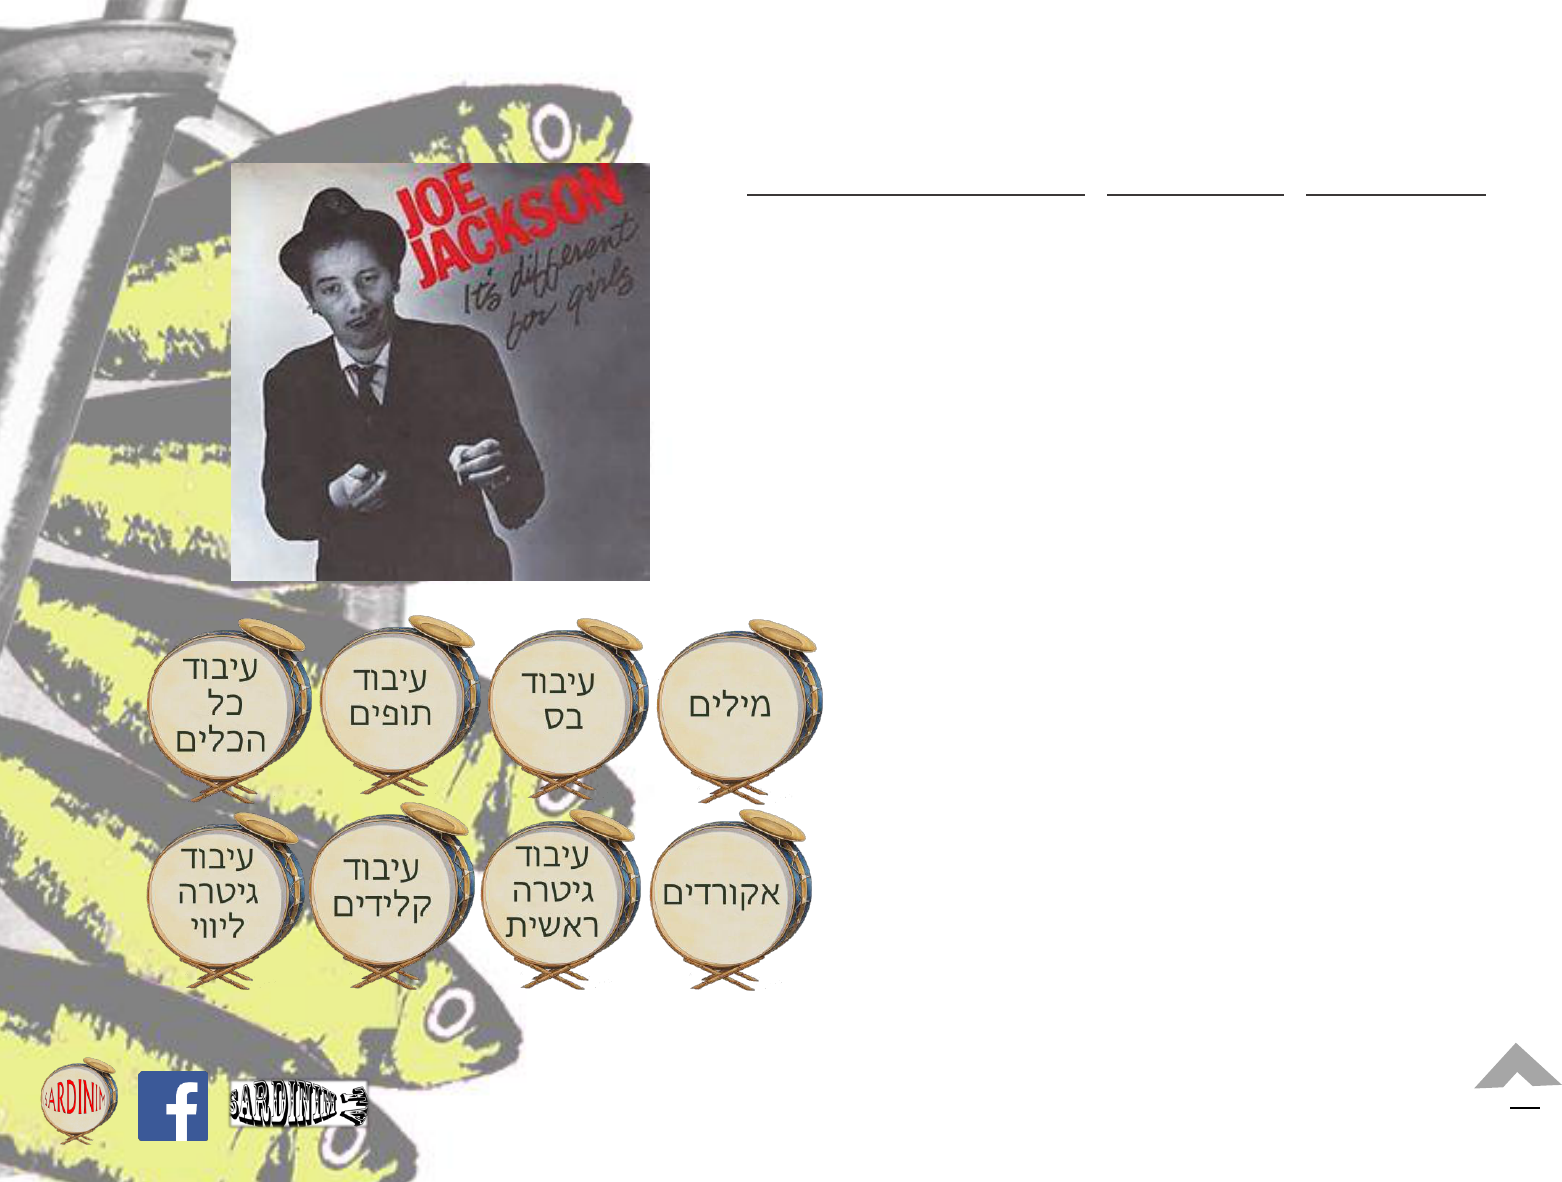 JOE
JACKSON
It's different
for girls
מילים
עיבוד
בס
עיבוד
תופים
עיבוד
כל
הכלים
אקורדים
עיבוד
גיטרה
ראשית
עיבוד
קלידים
עיבוד
גיטרה
ליווי
SARDINIM
SARDINIM